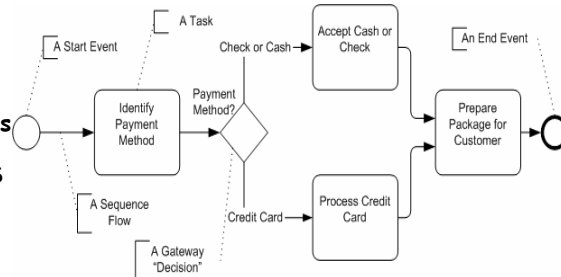 A Start Event
A Task
Check or Cash
Accept Cash or
Check
An End Event
s
Identify
Payment
Method
Payment
Method?
Prepare
Package for
Customer
A Sequence
Flow
Credit Card
Process Credit
Card
A Gateway
"Decision"